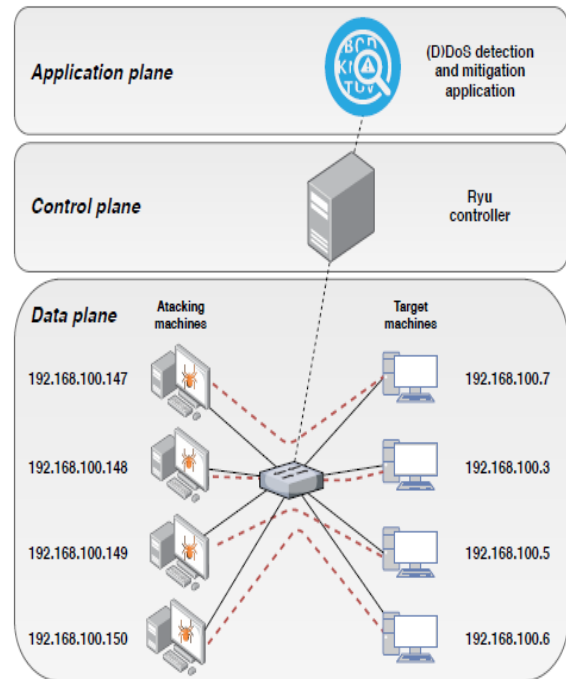 Application plane
(D)DoS detection
and mitigation
application
Control plane
Ryu
controller
Data plane
Atacking
machines
Target
machines
192.168.100.147
192.168.100.7
192.168.100.148
192.168.100.3
192.168.100.149
192.168.100.5
192.168.100.150
192.168.100.6